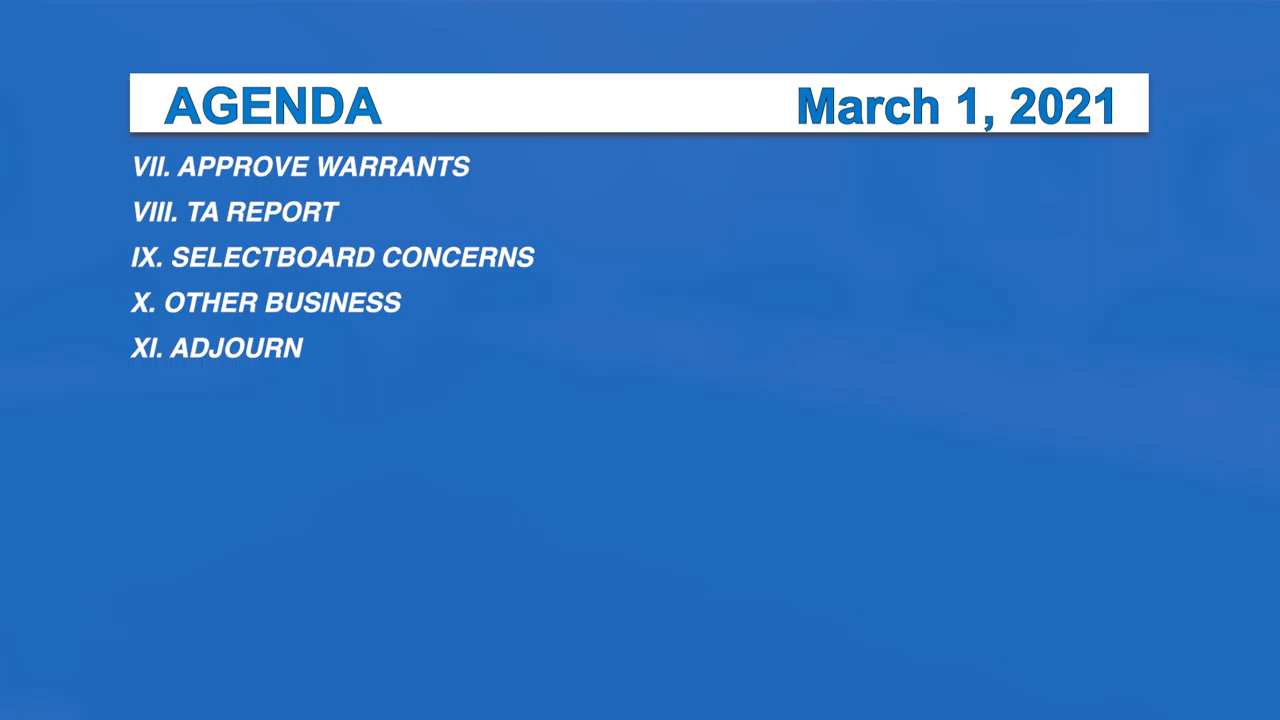 AGENDA March 1, 2021
VII. APPROVE WARRANTS
VIII. TA REPORT
IX. SELECTBOARD CONCERNS
X. OTHER BUSINESS
XI. ADJOURN